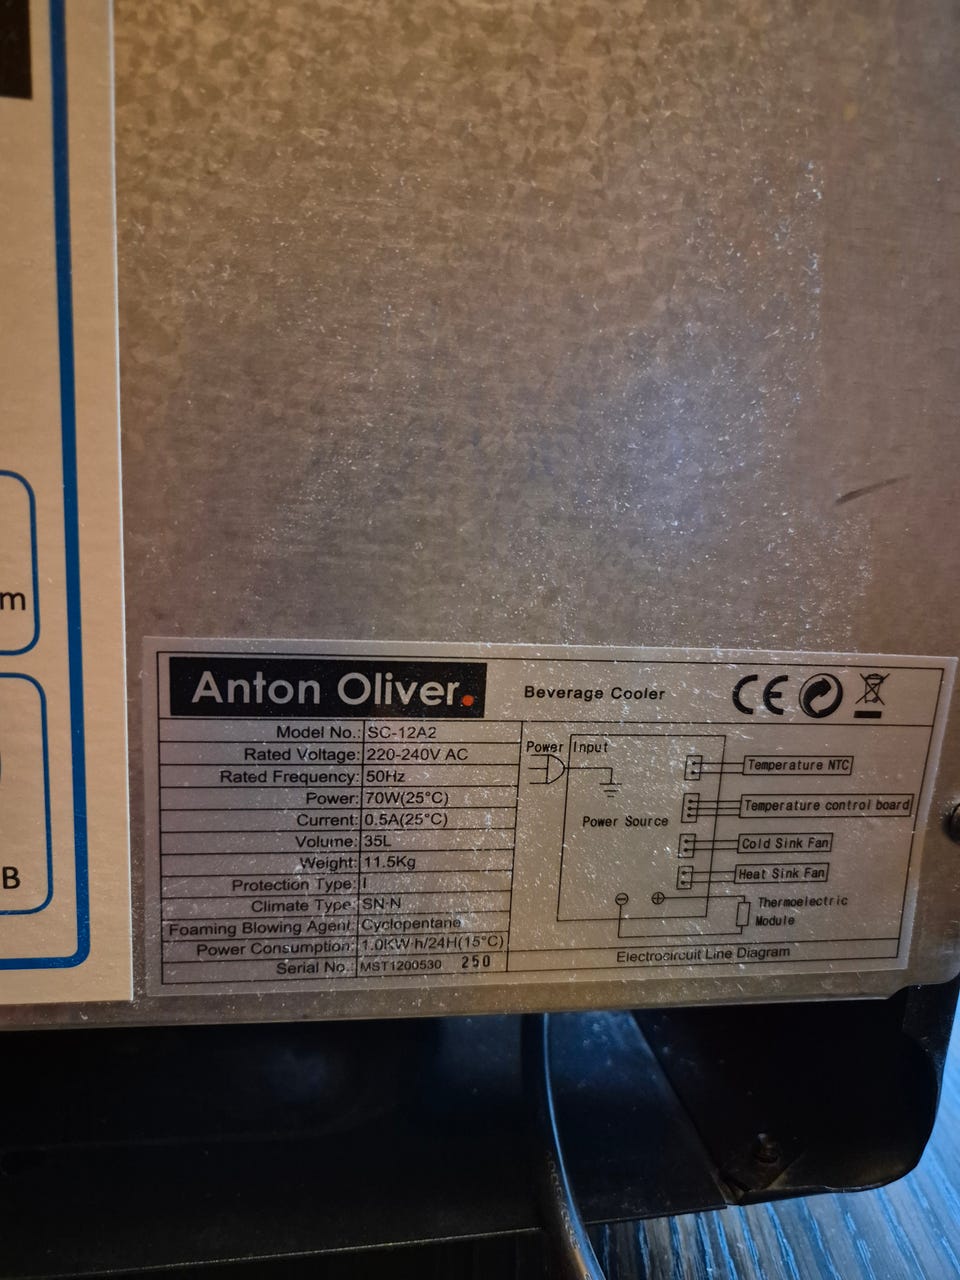 m
B
Anton Oliver.
Beverage Cooler
CE
Model No.: SC-12A2
Rated Voltage: 220-240V AC
Rated Frequency: 50Hz
Power: 70W(25°C)
Current: 0.5A(25°C)
Volume: 35L
Weight: 11.5Kg
Protection Type: I
Climate Type: SN·N
Foaming Blowing Agent: Cyclopentane
Power Consumption: 1.0KW·h/24H(15°C)
Serial No.: MST1200530 250
Power Input
Temperature NTC
Temperature control board
Power Source
Cold Sink Fan
Heat Sink Fan
Thermoelectric
Module
Electrocircuit Line Diagram